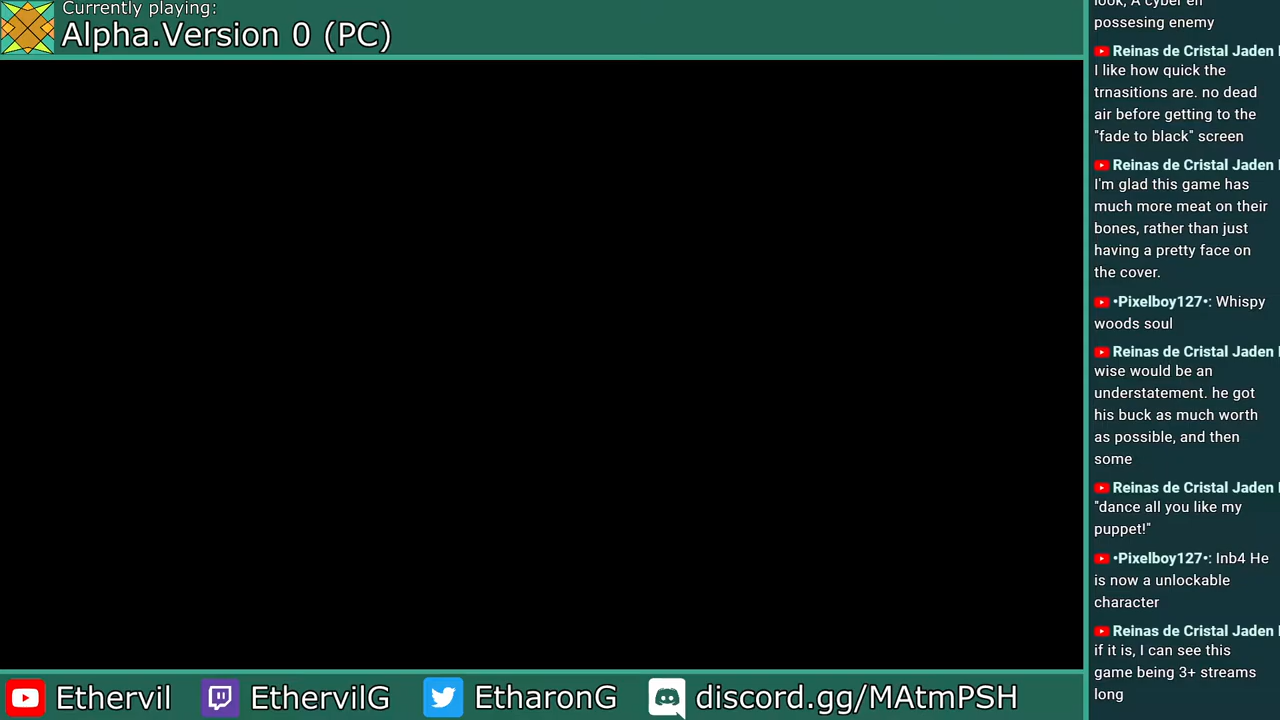 Currently playing:
Alpha.Version 0 (PC)
look, A cyber en
possesing enemy
Reinas de Cristal Jaden
I like how quick the
trnasitions are. no dead
air before getting to the
"fade to black" screen
Reinas de Cristal Jaden
I'm glad this game has
much more meat on their
bones, rather than just
having a pretty face on
the cover.
•Pixelboy127•: Whispy
woods soul
Reinas de Cristal Jaden
wise would be an
understatement. he got
his buck as much worth
as possible, and then
some
Reinas de Cristal Jaden
"dance all you like my
puppet!"
•Pixelboy127•: Inb4 He
is now a unlockable
character
Reinas de Cristal Jaden
if it is, I can see this
game being 3+ streams
long
Ethervil
EthervilG
EtharonG
discord.gg/MAtmPSH